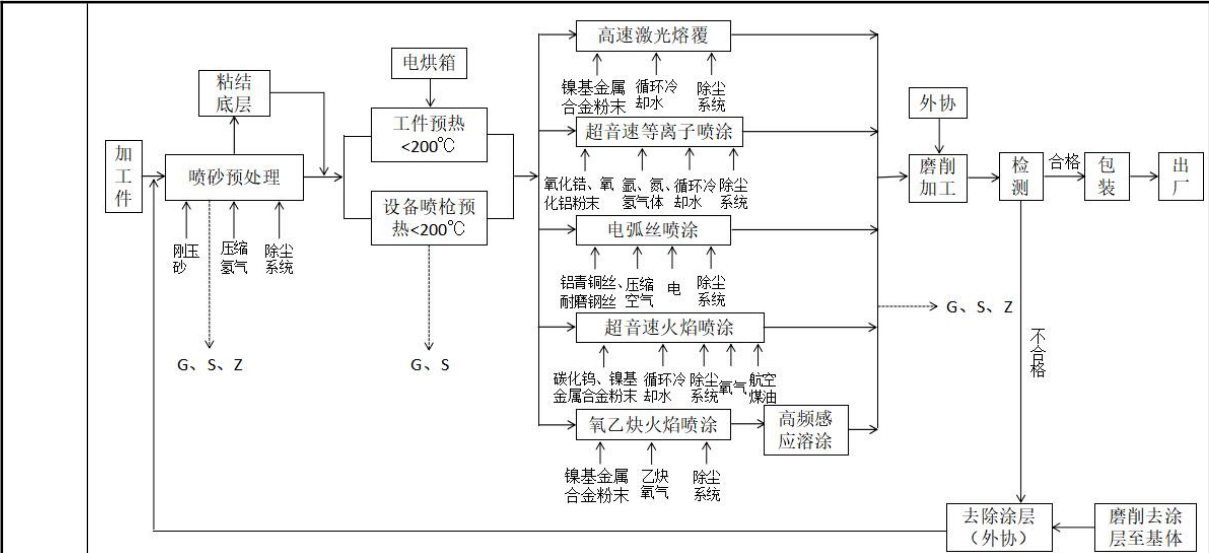 高速激光熔覆
电烘箱
粘结
底层
镍基金属
合金粉末
循环冷
却水
除尘
系统
外协
工件预热
<200℃
超音速等离子喷涂
加
工
件
喷砂预处理
磨削
加工
检
测
合格
包
装
出
厂
氧化锆、氧
化铝粉末
氩、氮、
氢气体
循环冷
却水
除尘
系统
设备喷枪预
热<200℃
电弧丝喷涂
刚玉
砂
压缩
氢气
除尘
系统
铝青铜丝、
耐磨钢丝
压缩
空气
电
除尘
系统
G、S、Z
超音速火焰喷涂
不
合
格
G、S、Z
G、S
碳化钨、镍基
金属合金粉末
循环冷
却水
除尘
系统
氧气
航空
煤油
氧乙炔火焰喷涂
高频感
应溶涂
镍基金属
合金粉末
乙炔
氧气
除尘
系统
去除涂层
（外协）
磨削去涂
层至基体